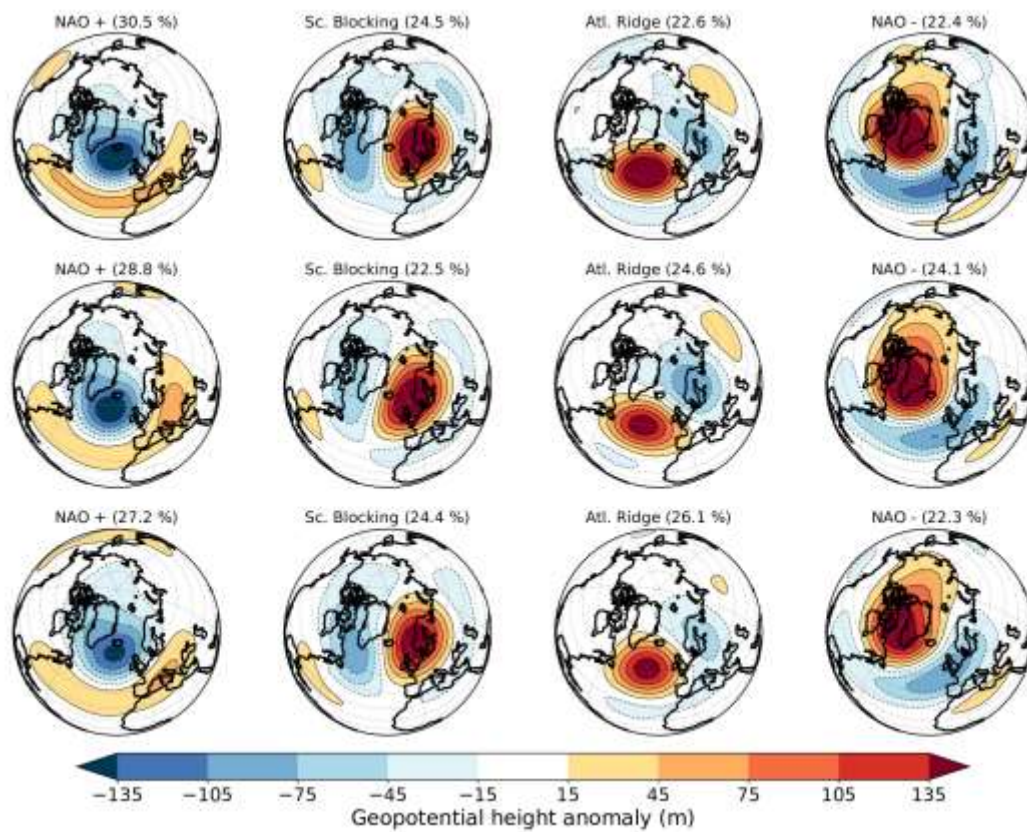 NAO + (30.5 %) Sc. Blocking (24.5 %) Atl. Ridge (22.6 %) NAO - (22.4 %)
NAO + (28.8 %) Sc. Blocking (22.5 %) Atl. Ridge (24.6 %) NAO - (24.1 %)
NAO + (27.2 %) Sc. Blocking (24.4 %) Atl. Ridge (26.1 %) NAO - (22.3 %)
−135 −105 −75 −45 −15 15 45 75 105 135
Geopotential height anomaly (m)